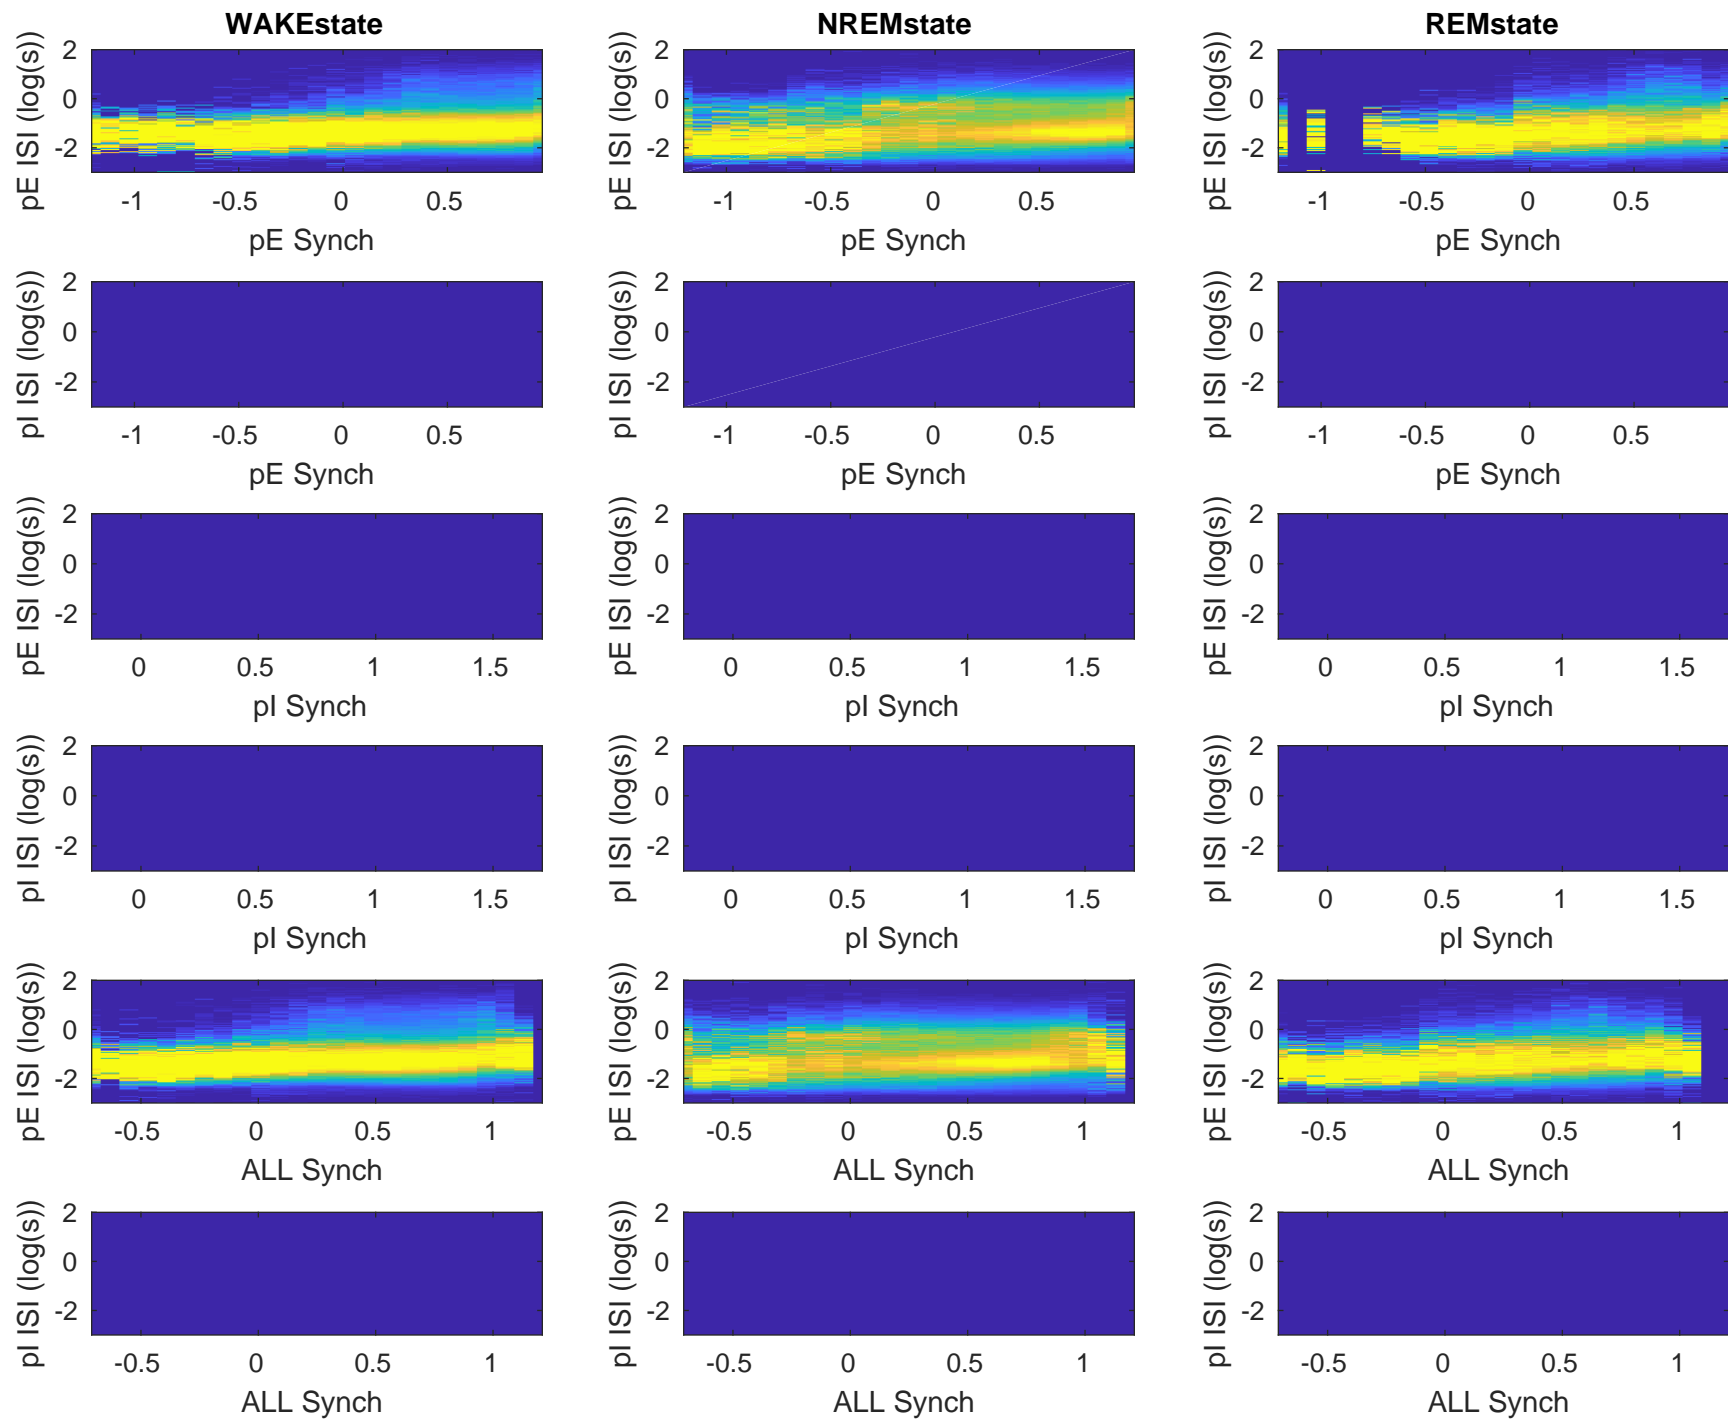 WAKEstate NREMstate REMstate
pE ISI (log(s)) 2 0 -2 pE ISI (log(s)) 2 0 -2 pE ISI (log(s)) 2 0 -2
-1 -0.5 0 0.5 -1 -0.5 0 0.5 -1 -0.5 0 0.5
pE Synch pE Synch pE Synch
pI ISI (log(s)) 2 0 -2 pI ISI (log(s)) 2 0 -2 pI ISI (log(s)) 2 0 -2
-1 -0.5 0 0.5 -1 -0.5 0 0.5 -1 -0.5 0 0.5
pE Synch pE Synch pE Synch
pE ISI (log(s)) 2 0 -2 pE ISI (log(s)) 2 0 -2 pE ISI (log(s)) 2 0 -2
0 0.5 1 1.5 0 0.5 1 1.5 0 0.5 1 1.5
pI Synch pI Synch pI Synch
pI ISI (log(s)) 2 0 -2 pI ISI (log(s)) 2 0 -2 pI ISI (log(s)) 2 0 -2
0 0.5 1 1.5 0 0.5 1 1.5 0 0.5 1 1.5
pI Synch pI Synch pI Synch
pE ISI (log(s)) 2 0 -2 pE ISI (log(s)) 2 0 -2 pE ISI (log(s)) 2 0 -2
-0.5 0 0.5 1 -0.5 0 0.5 1 -0.5 0 0.5 1
ALL Synch ALL Synch ALL Synch
pI ISI (log(s)) 2 0 -2 pI ISI (log(s)) 2 0 -2 pI ISI (log(s)) 2 0 -2
-0.5 0 0.5 1 -0.5 0 0.5 1 -0.5 0 0.5 1
ALL Synch ALL Synch ALL Synch